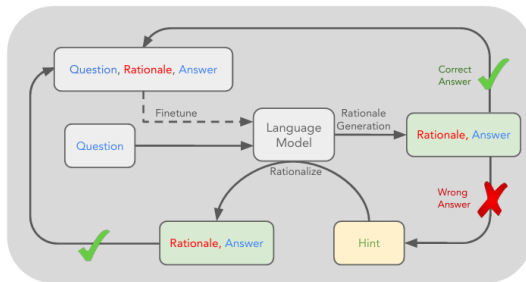 Question, Rationale, Answer
Correct
Answer
Finetune
Language
Model
Rationale
Generation
Question
Rationale, Answer
Rationalize
Wrong
Answer
Rationale, Answer
Hint